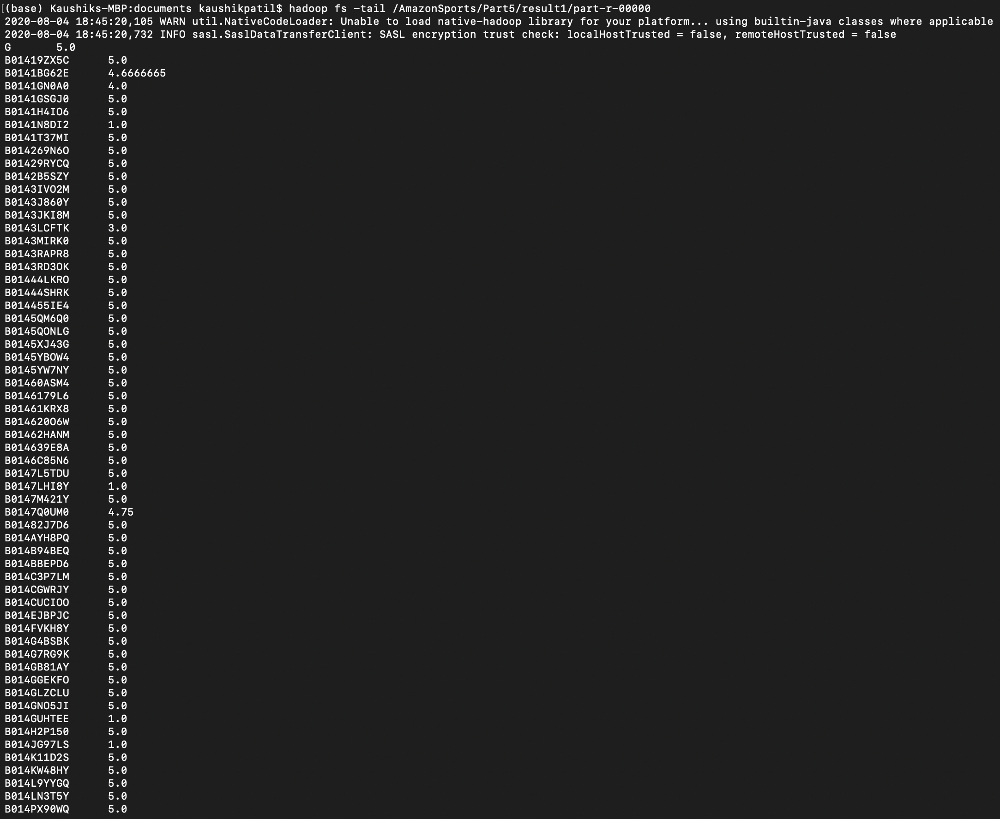 [(base) Kaushiks-MBP:documents kaushikpatil$ hadoop fs -tail /AmazonSports/Part5/result1/part-r-00000
2020-08-04 18:45:20,105 WARN util.NativeCodeLoader: Unable to load native-hadoop library for your platform... using builtin-java classes where applicable
2020-08-04 18:45:20,732 INFO sasl.SaslDataTransferClient: SASL encryption trust check: localHostTrusted = false, remoteHostTrusted = false
G	5.0
B01419ZX5C	5.0
B0141BG62E	4.6666665
B0141GN0A0	4.0
B0141GSGJ0	5.0
B0141H4IO6	5.0
B0141N8DI2	1.0
B0141T37MI	5.0
B014269N6O	5.0
B01429RYCQ	5.0
B0142B5SZY	5.0
B0143IVO2M	5.0
B0143J860Y	5.0
B0143JKI8M	5.0
B0143LCFTK	3.0
B0143MIRK0	5.0
B0143RAPR8	5.0
B0143RD3OK	5.0
B01444LKRO	5.0
B01444SHRK	5.0
B014455IE4	5.0
B0145QM6Q0	5.0
B0145QONLG	5.0
B0145XJ43G	5.0
B0145YBOW4	5.0
B0145YW7NY	5.0
B01460ASM4	5.0
B0146179L6	5.0
B01461KRX8	5.0
B014620O6W	5.0
B01462HANM	5.0
B014639E8A	5.0
B0146C85N6	5.0
B0147L5TDU	5.0
B0147LHI8Y	1.0
B0147M421Y	5.0
B0147Q0UM0	4.75
B01482J7D6	5.0
B014AYH8PQ	5.0
B014B94BEQ	5.0
B014BBEPD6	5.0
B014C3P7LM	5.0
B014CGWRJY	5.0
B014CUCIOO	5.0
B014EJBPJC	5.0
B014FVKH8Y	5.0
B014G4BSBK	5.0
B014G7RG9K	5.0
B014GB81AY	5.0
B014GGEKFO	5.0
B014GLZCLU	5.0
B014GNO5JI	5.0
B014GUHTEE	1.0
B014H2P150	5.0
B014JG97LS	1.0
B014K11D2S	5.0
B014KW48HY	5.0
B014L9YYGQ	5.0
B014LN3T5Y	5.0
B014PX90WQ	5.0